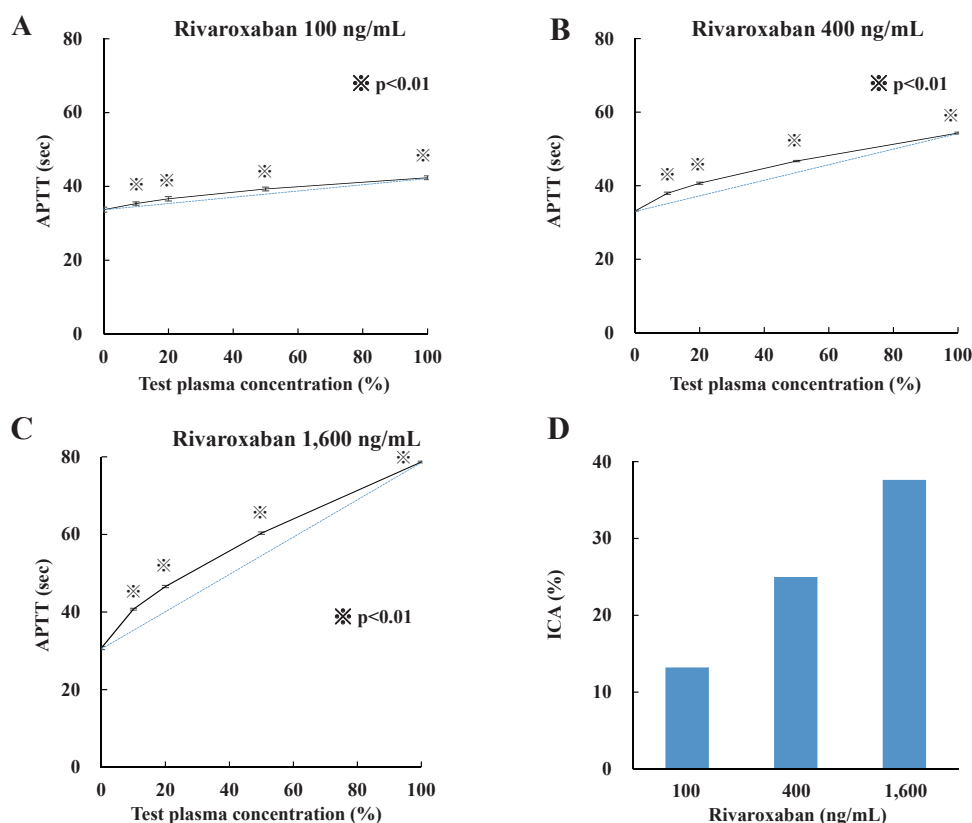 A
Rivaroxaban 100 ng/mL
※ p<0.01
80
60
40
20
0
APTT (sec)
※ ※ ※ ※
0 20 40 60 80 100
Test plasma concentration (%)
B
Rivaroxaban 400 ng/mL
※ p<0.01
80
60
40
20
0
APTT (sec)
※ ※ ※ ※
0 20 40 60 80 100
Test plasma concentration (%)
C
Rivaroxaban 1,600 ng/mL
80
60
40
20
0
APTT (sec)
※ ※ ※ ※
※ p<0.01
0 20 40 60 80 100
Test plasma concentration (%)
D
40
30
20
10
0
ICA (%)
100 400 1,600
Rivaroxaban (ng/mL)